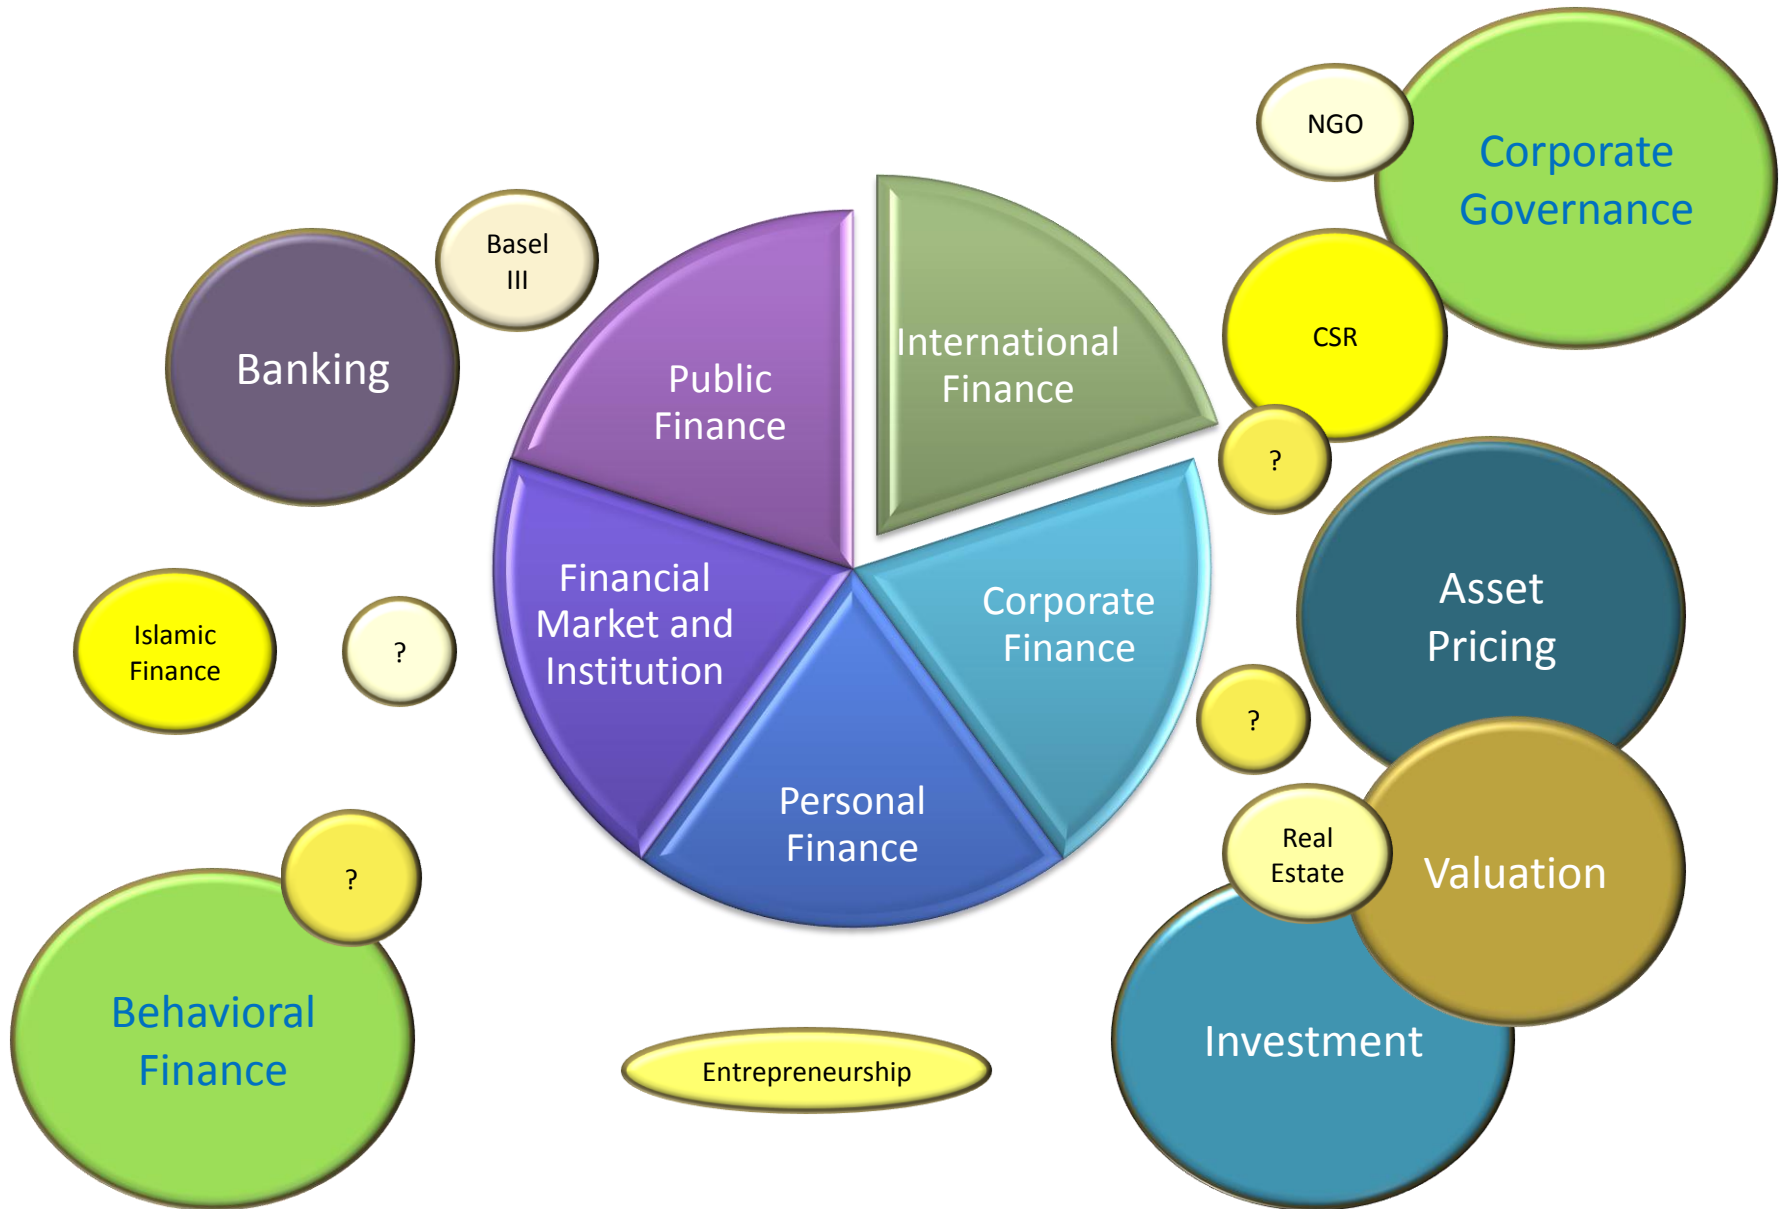 NGO
Corporate
Governance
Basel
III
Banking
CSR
International
Finance
Public
Finance
?
Asset
Pricing
Financial
Market and
Institution
Corporate
Finance
Islamic
Finance
?
?
Personal
Finance
Real
Estate
Valuation
?
Behavioral
Finance
Investment
Entrepreneurship